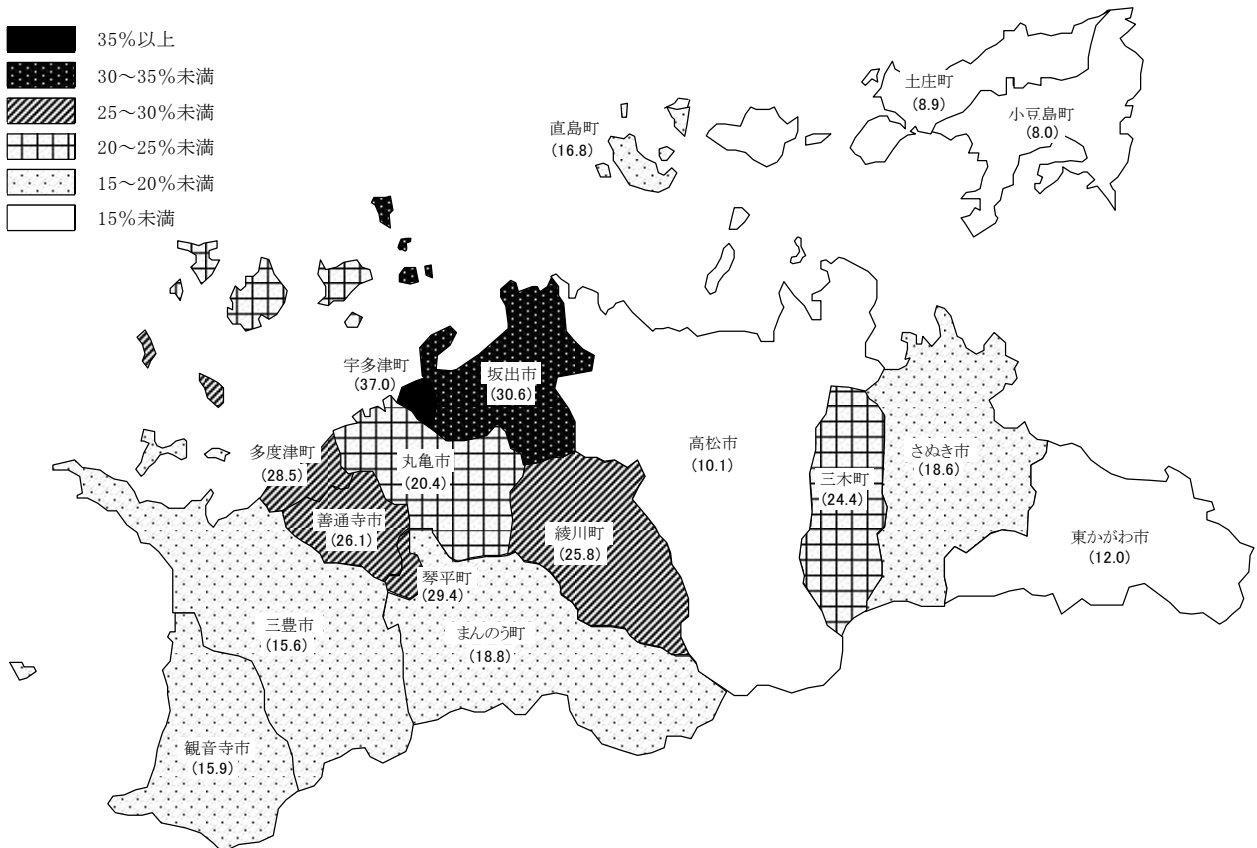 35%以上
30～35%未満
25～30%未満
20～25%未満
15～20%未満
15%未満
土庄町
(8.9)
小豆島町
(8.0)
直島町
(16.8)
宇多津町
(37.0)
坂出市
(30.6)
高松市
(10.1)
さぬき市
(18.6)
三木町
(24.4)
東かがわ市
(12.0)
多度津町
(28.5)
丸亀市
(20.4)
善通寺市
(26.1)
綾川町
(25.8)
琴平町
(29.4)
三豊市
(15.6)
まんのう町
(18.8)
観音寺市
(15.9)